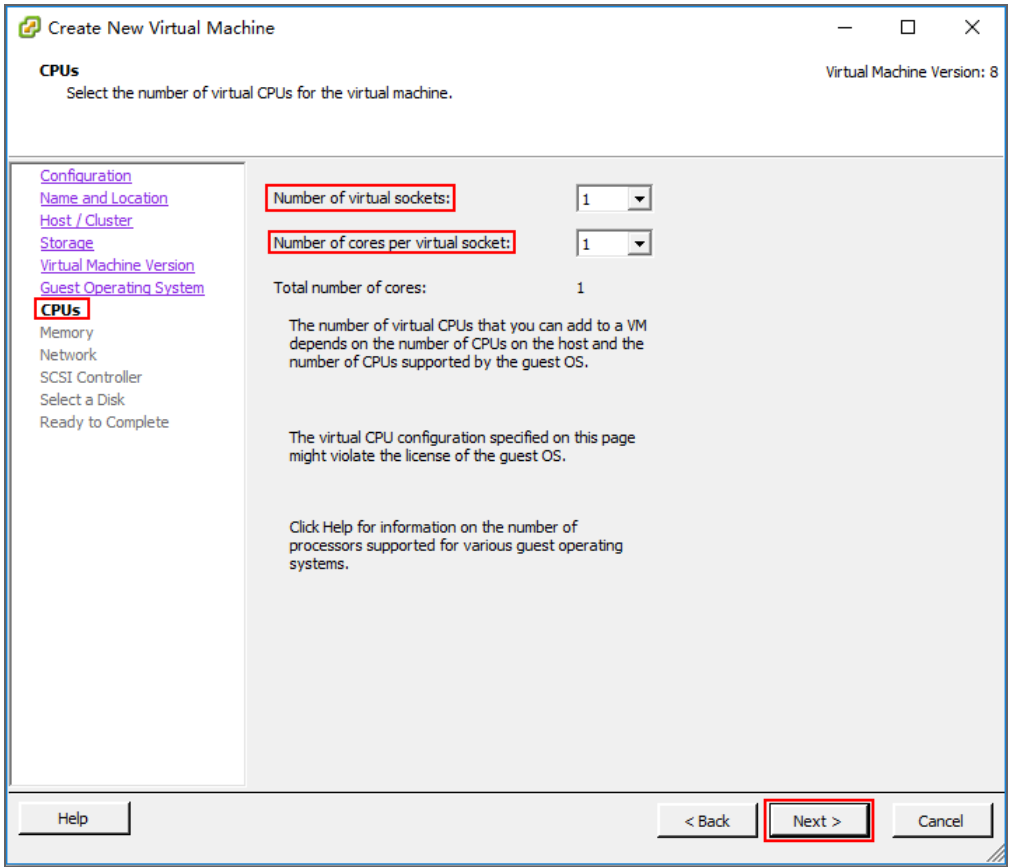 Create New Virtual Machine
CPUs
Virtual Machine Version: 8
Select the number of virtual CPUs for the virtual machine.
Configuration
Name and Location
Host / Cluster
Storage
Virtual Machine Version
Guest Operating System
CPUs
Memory
Network
SCSI Controller
Select a Disk
Ready to Complete
Number of virtual sockets: 1
Number of cores per virtual socket: 1
Total number of cores: 1
The number of virtual CPUs that you can add to a VM
depends on the number of CPUs on the host and the
number of CPUs supported by the guest OS.
The virtual CPU configuration specified on this page
might violate the license of the guest OS.
Click Help for information on the number of
processors supported for various guest operating
systems.
Help
< Back
Next >
Cancel